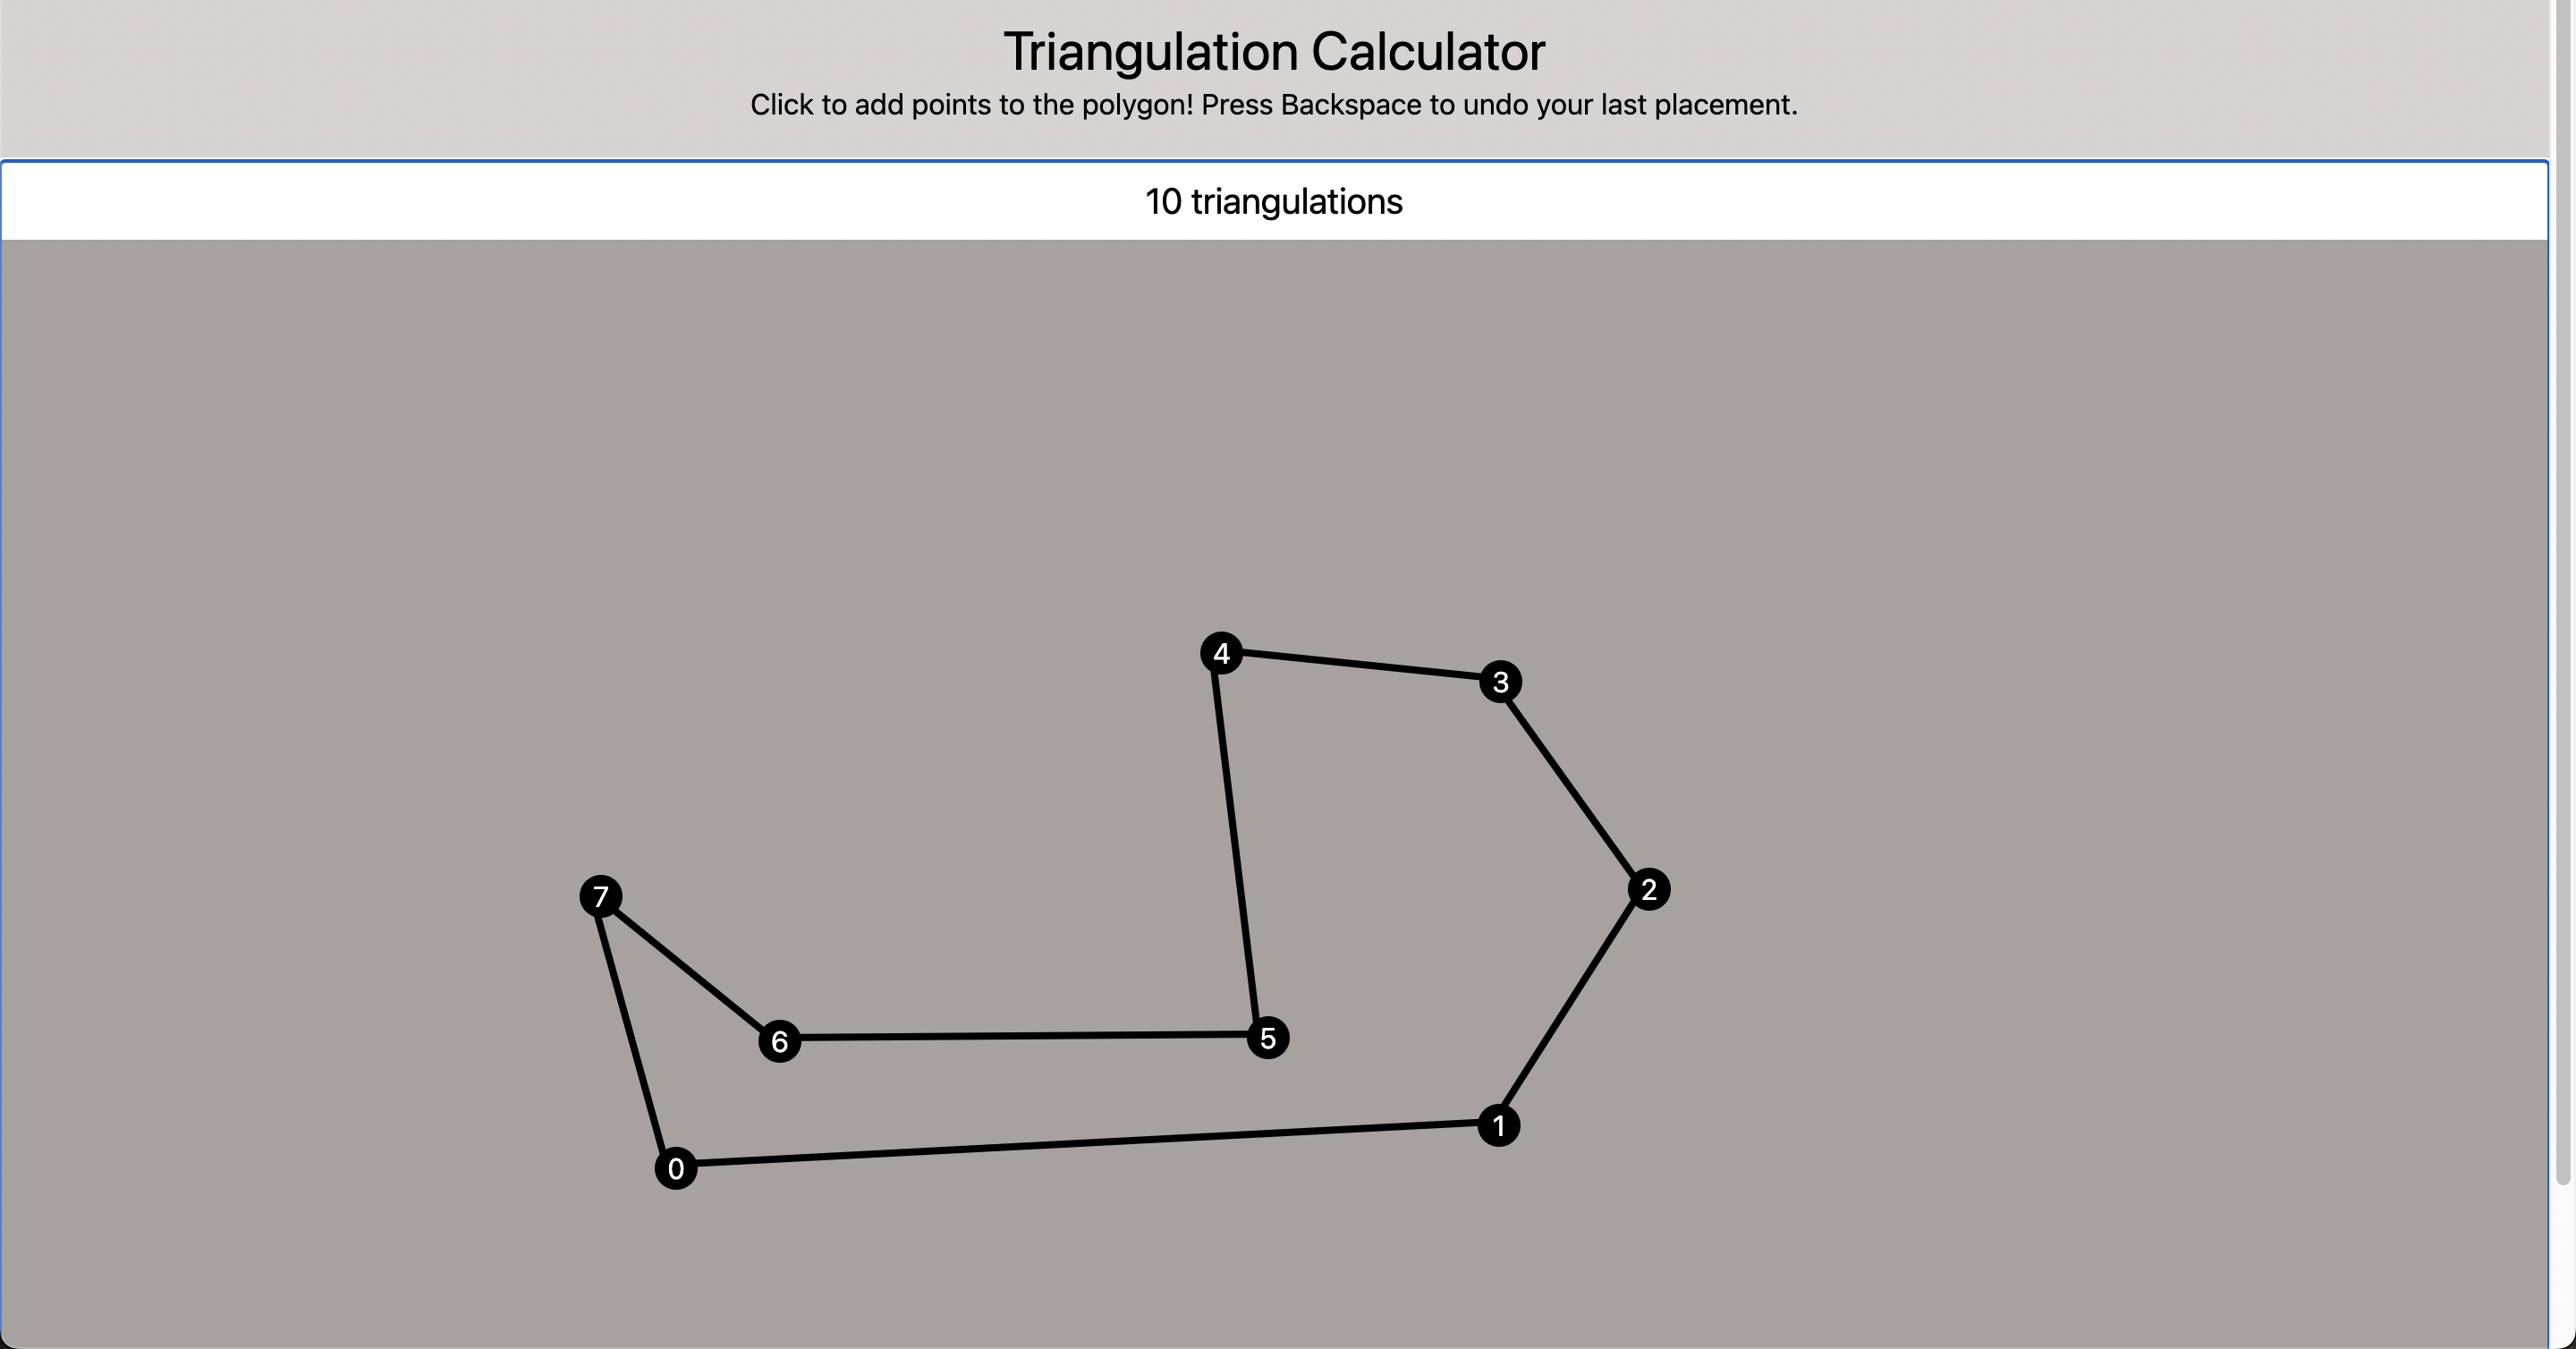 Triangulation Calculator
Click to add points to the polygon! Press Backspace to undo your last placement.
10 triangulations
4
3
2
7
6
5
1
0